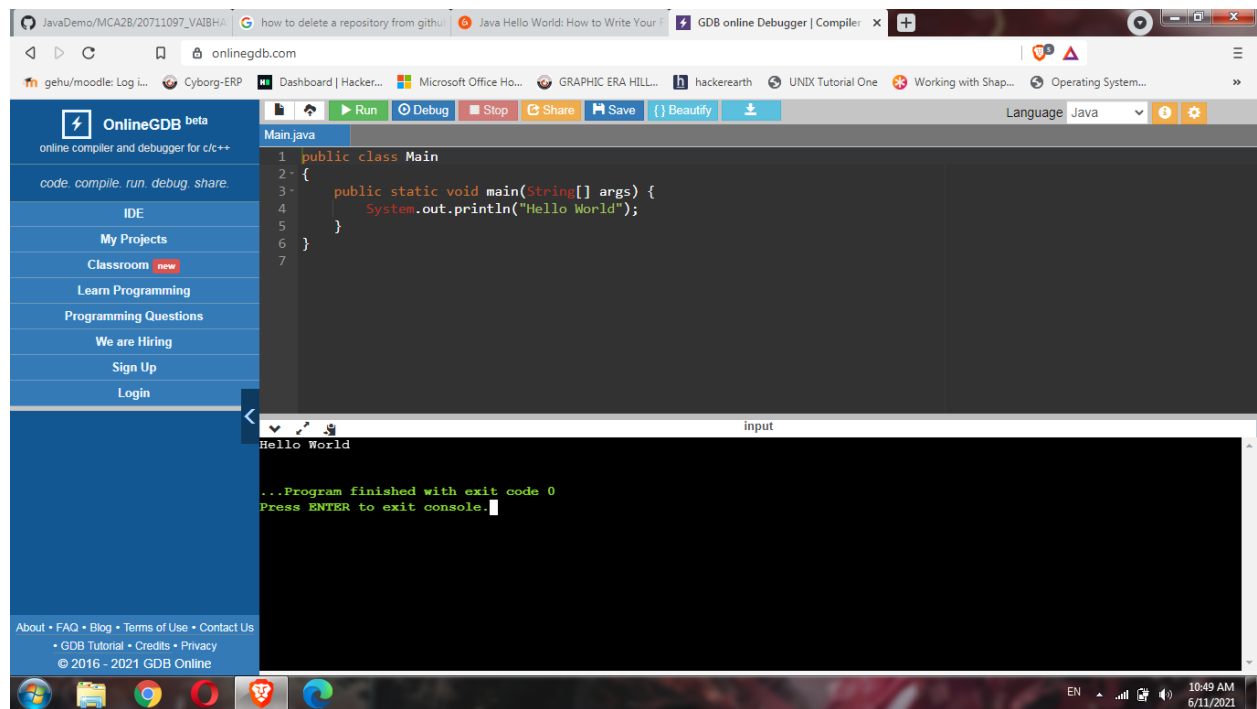 JavaDemo/MCA2B/20711097_VAIBHA
how to delete a repository from githu
Java Hello World: How to Write Your F
GDB online Debugger | Compiler
onlinegdb.com
gehu/moodle: Log i...
Cyborg-ERP
Dashboard | Hacker...
Microsoft Office Ho...
GRAPHIC ERA HILL...
hackerearth
UNIX Tutorial One
Working with Shap...
Operating System...
OnlineGDB beta
online compiler and debugger for c/c++
code. compile. run. debug. share.
IDE
My Projects
Classroom new
Learn Programming
Programming Questions
We are Hiring
Sign Up
Login
About • FAQ • Blog • Terms of Use • Contact Us
• GDB Tutorial • Credits • Privacy
© 2016 - 2021 GDB Online
Run Debug Stop Share Save { } Beautify
Language Java
Main.java
1 public class Main
2 {
3     public static void main(String[] args) {
4         System.out.println("Hello World");
5     }
6 }
7
input
Hello World
...Program finished with exit code 0
Press ENTER to exit console.
EN
10:49 AM
6/11/2021